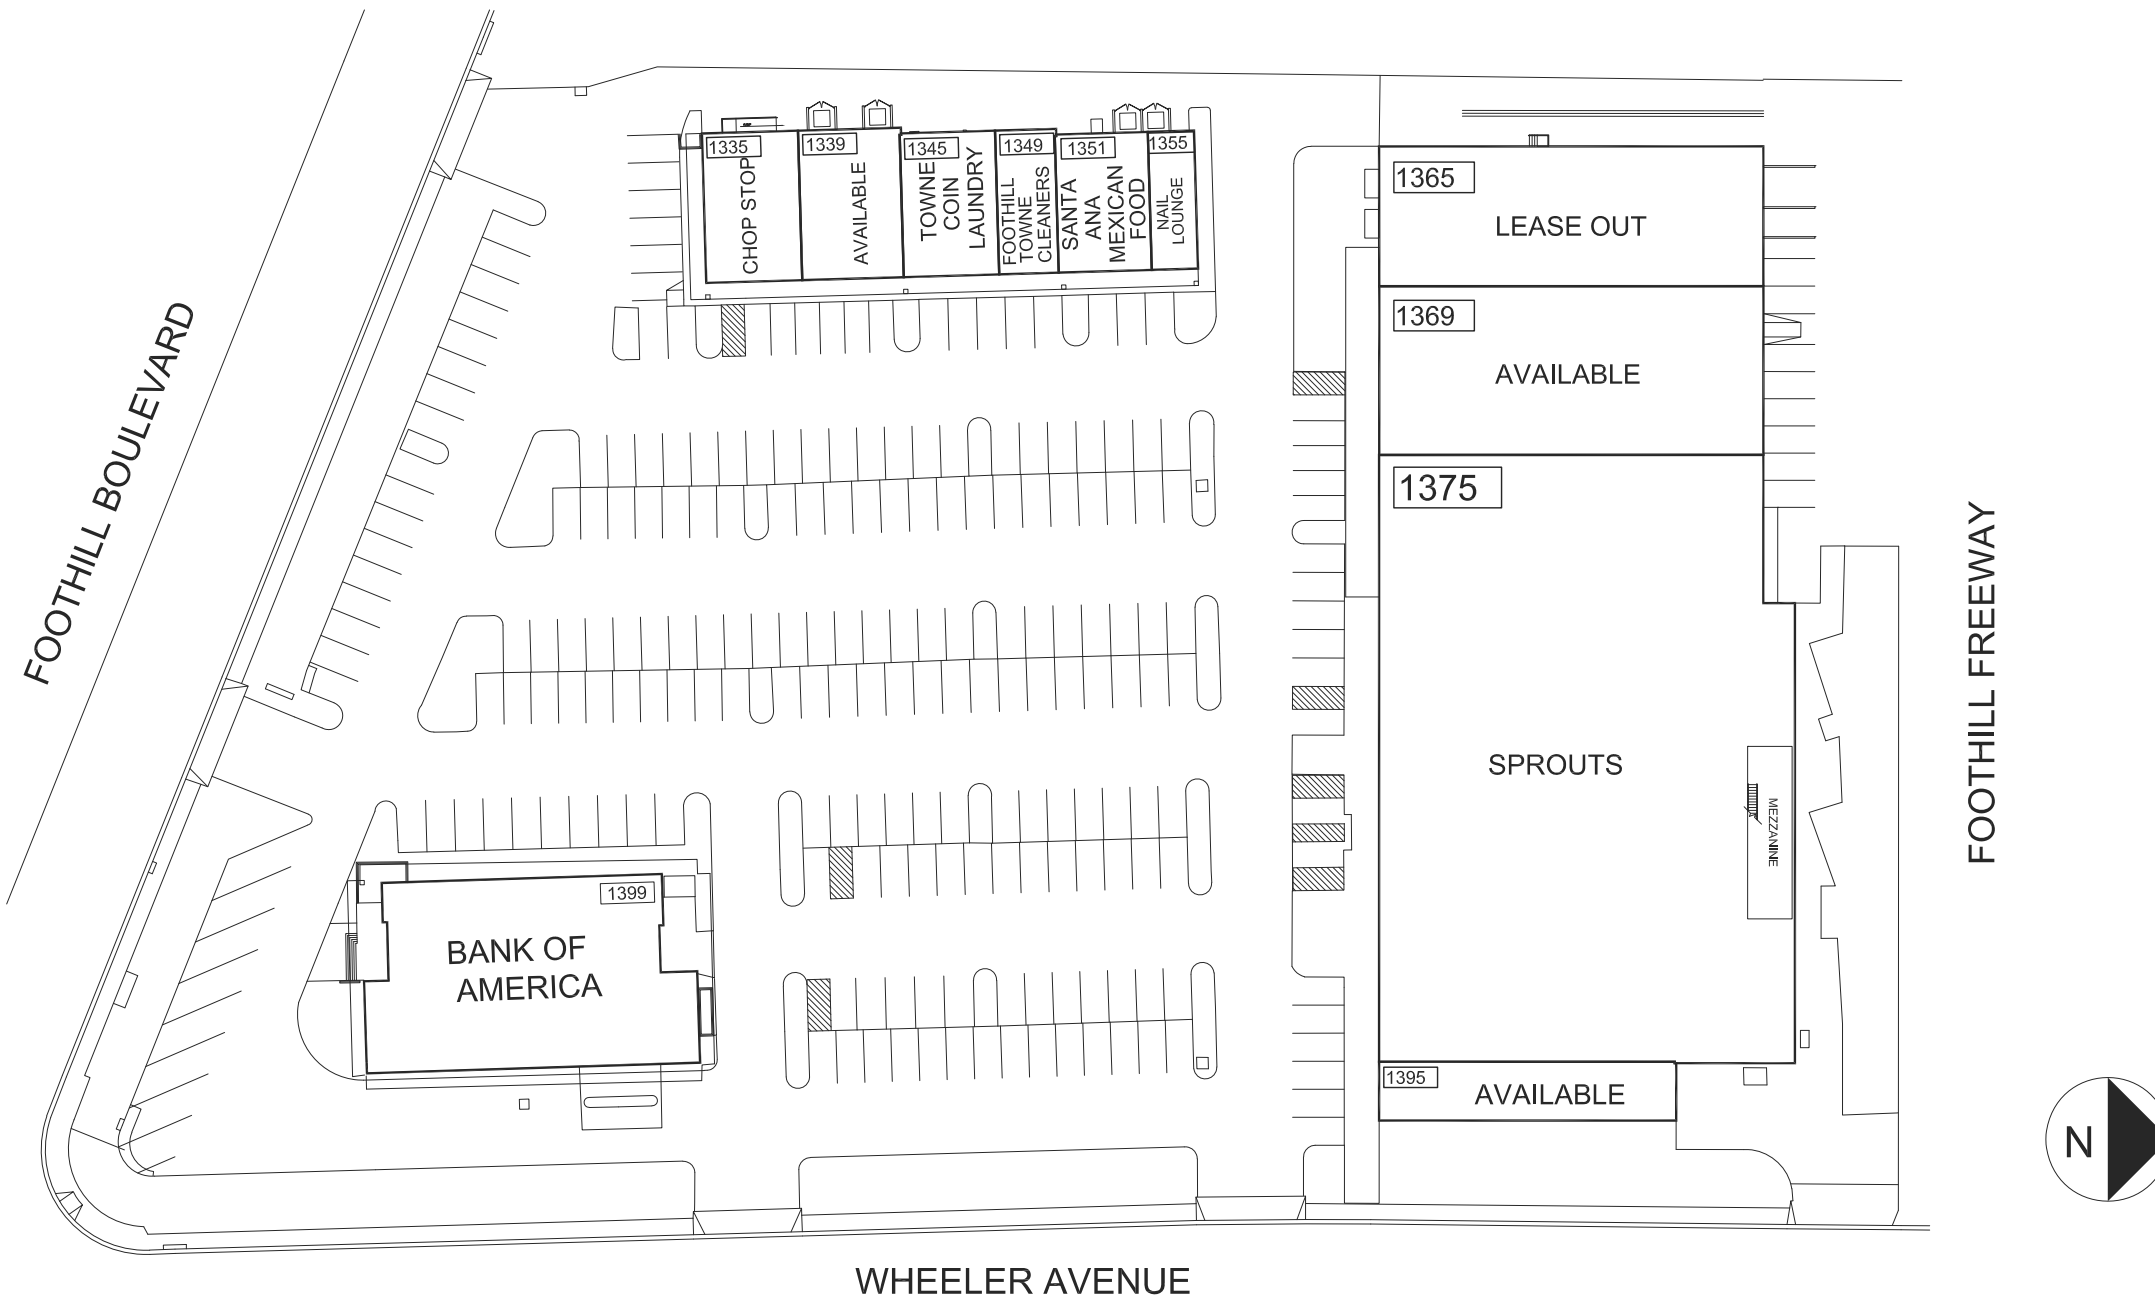 1335
CHOP STOP
1339
AVAILABLE
1345
TOWNE
COIN
LAUNDRY
1349
FOOTHILL
TOWNE
CLEANERS
1351
SANTA
ANA
MEXICAN
FOOD
1355
NAIL
LOUNGE
1365
LEASE OUT
1369
AVAILABLE
1375
SPROUTS
MEZZANINE
1395
AVAILABLE
1399
BANK OF
AMERICA
FOOTHILL BOULEVARD
FOOTHILL FREEWAY
WHEELER AVENUE
N